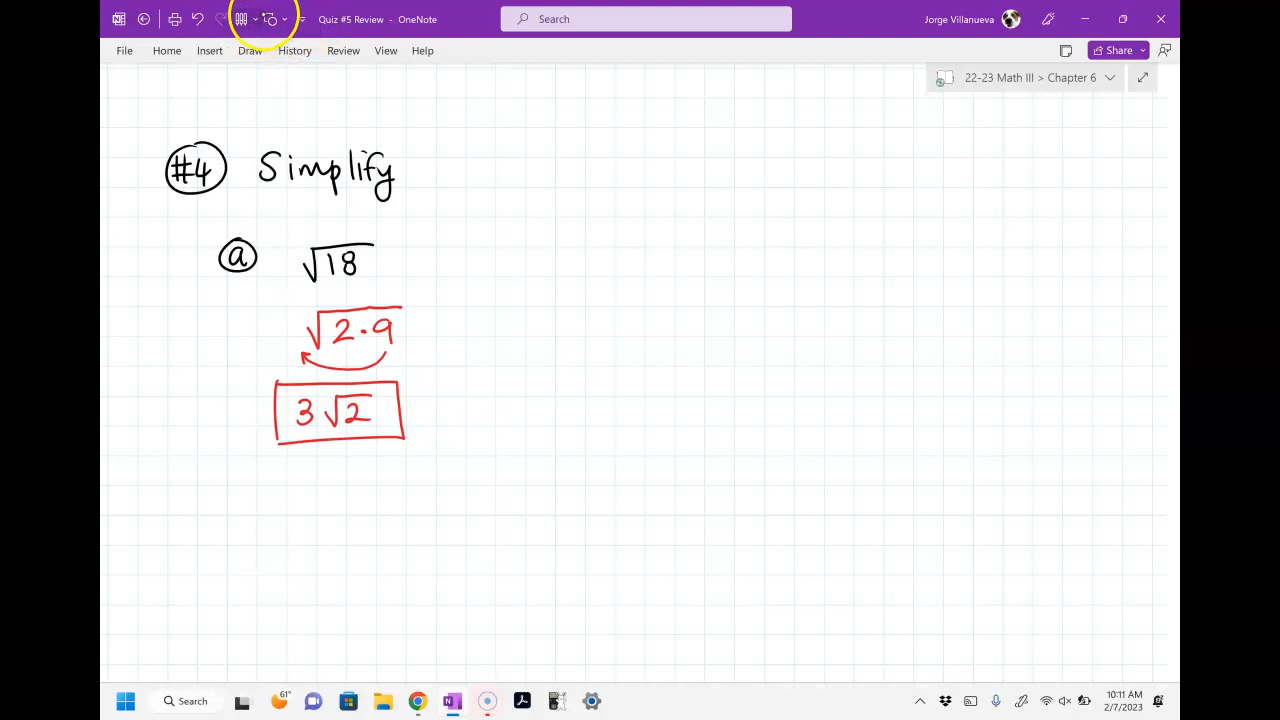 Quiz #5 Review - OneNote
Search
Jorge Villanueva
File Home Insert Draw History Review View Help
Share
22-23 Math III > Chapter 6
#4 Simplify
a √18
√2·9
3√2
61°
Search
10:11 AM
2/7/2023